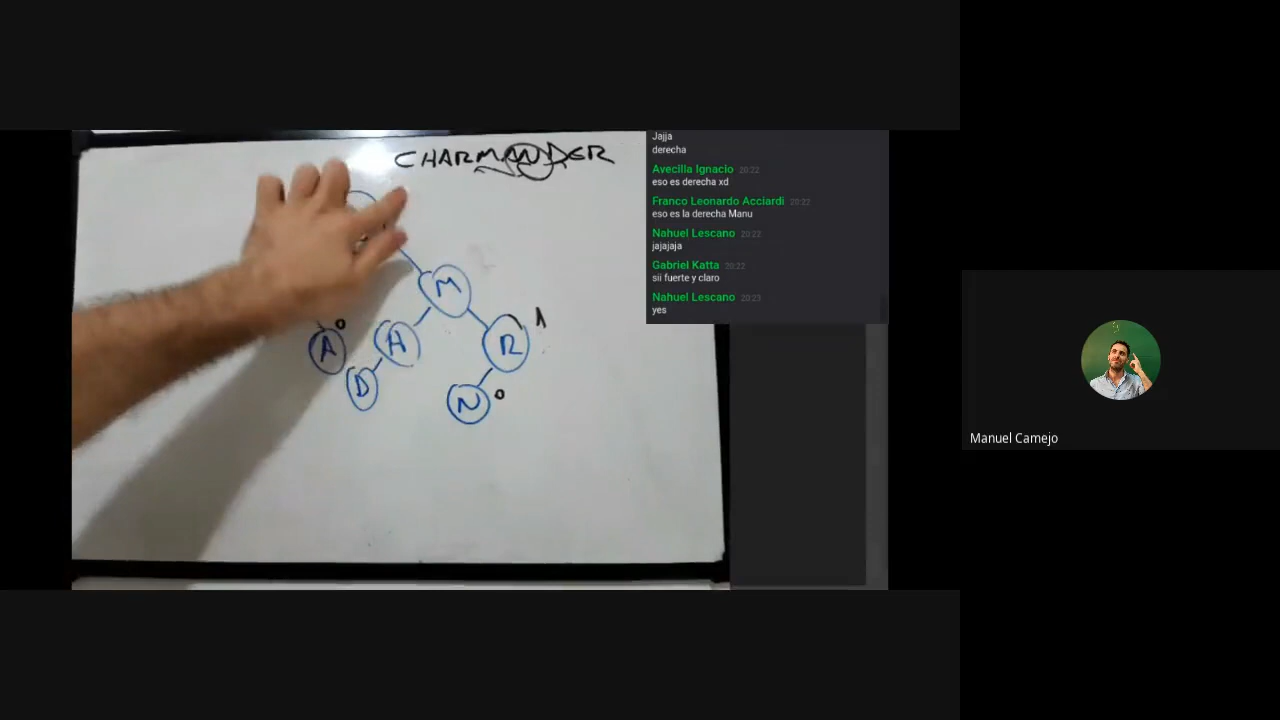 CHARMANDER
M
A
0
A
R
1
D
N
0
Jajja
derecha
Avecilla Ignacio 20:22
eso es derecha xd
Franco Leonardo Acciardi 20:22
eso es la derecha Manu
Nahuel Lescano 20:22
jajajaja
Gabriel Katta 20:22
sii fuerte y claro
Nahuel Lescano 20:23
yes
Manuel Camejo